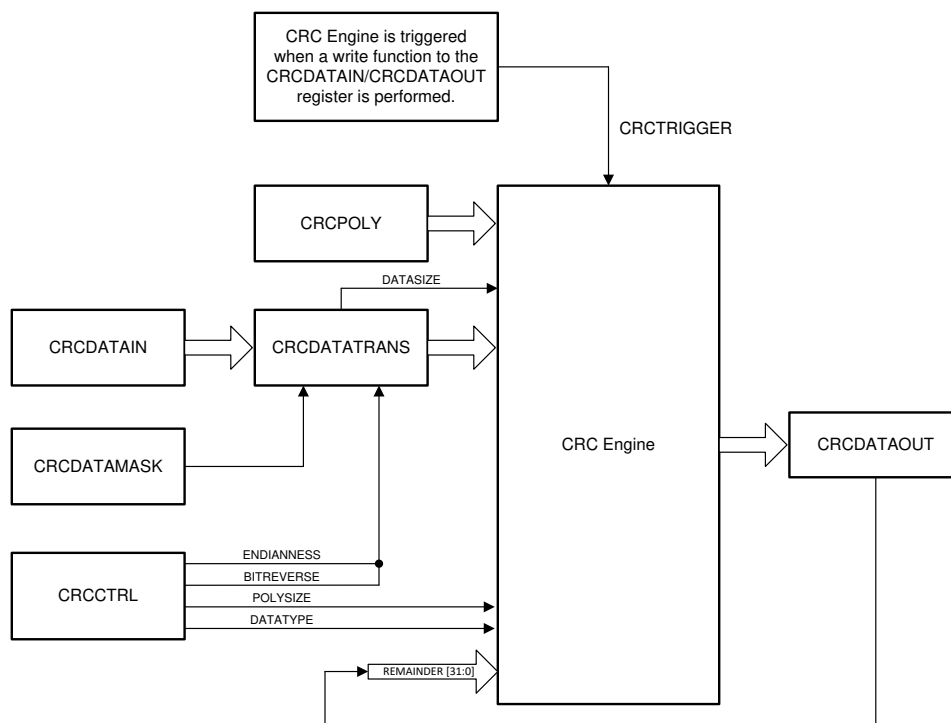 CRC Engine is triggered
when a write function to the
CRCDATAIN/CRCDATAOUT
register is performed.
CRCTRIGGER
CRCPOLY
DATASIZE
CRCDATAIN
CRCDATATRANS
CRCDATAMASK
CRC Engine
CRCDATAOUT
CRCCTRL
ENDIANNESS
BITREVERSE
POLYSIZE
DATATYPE
REMAINDER [31:0]